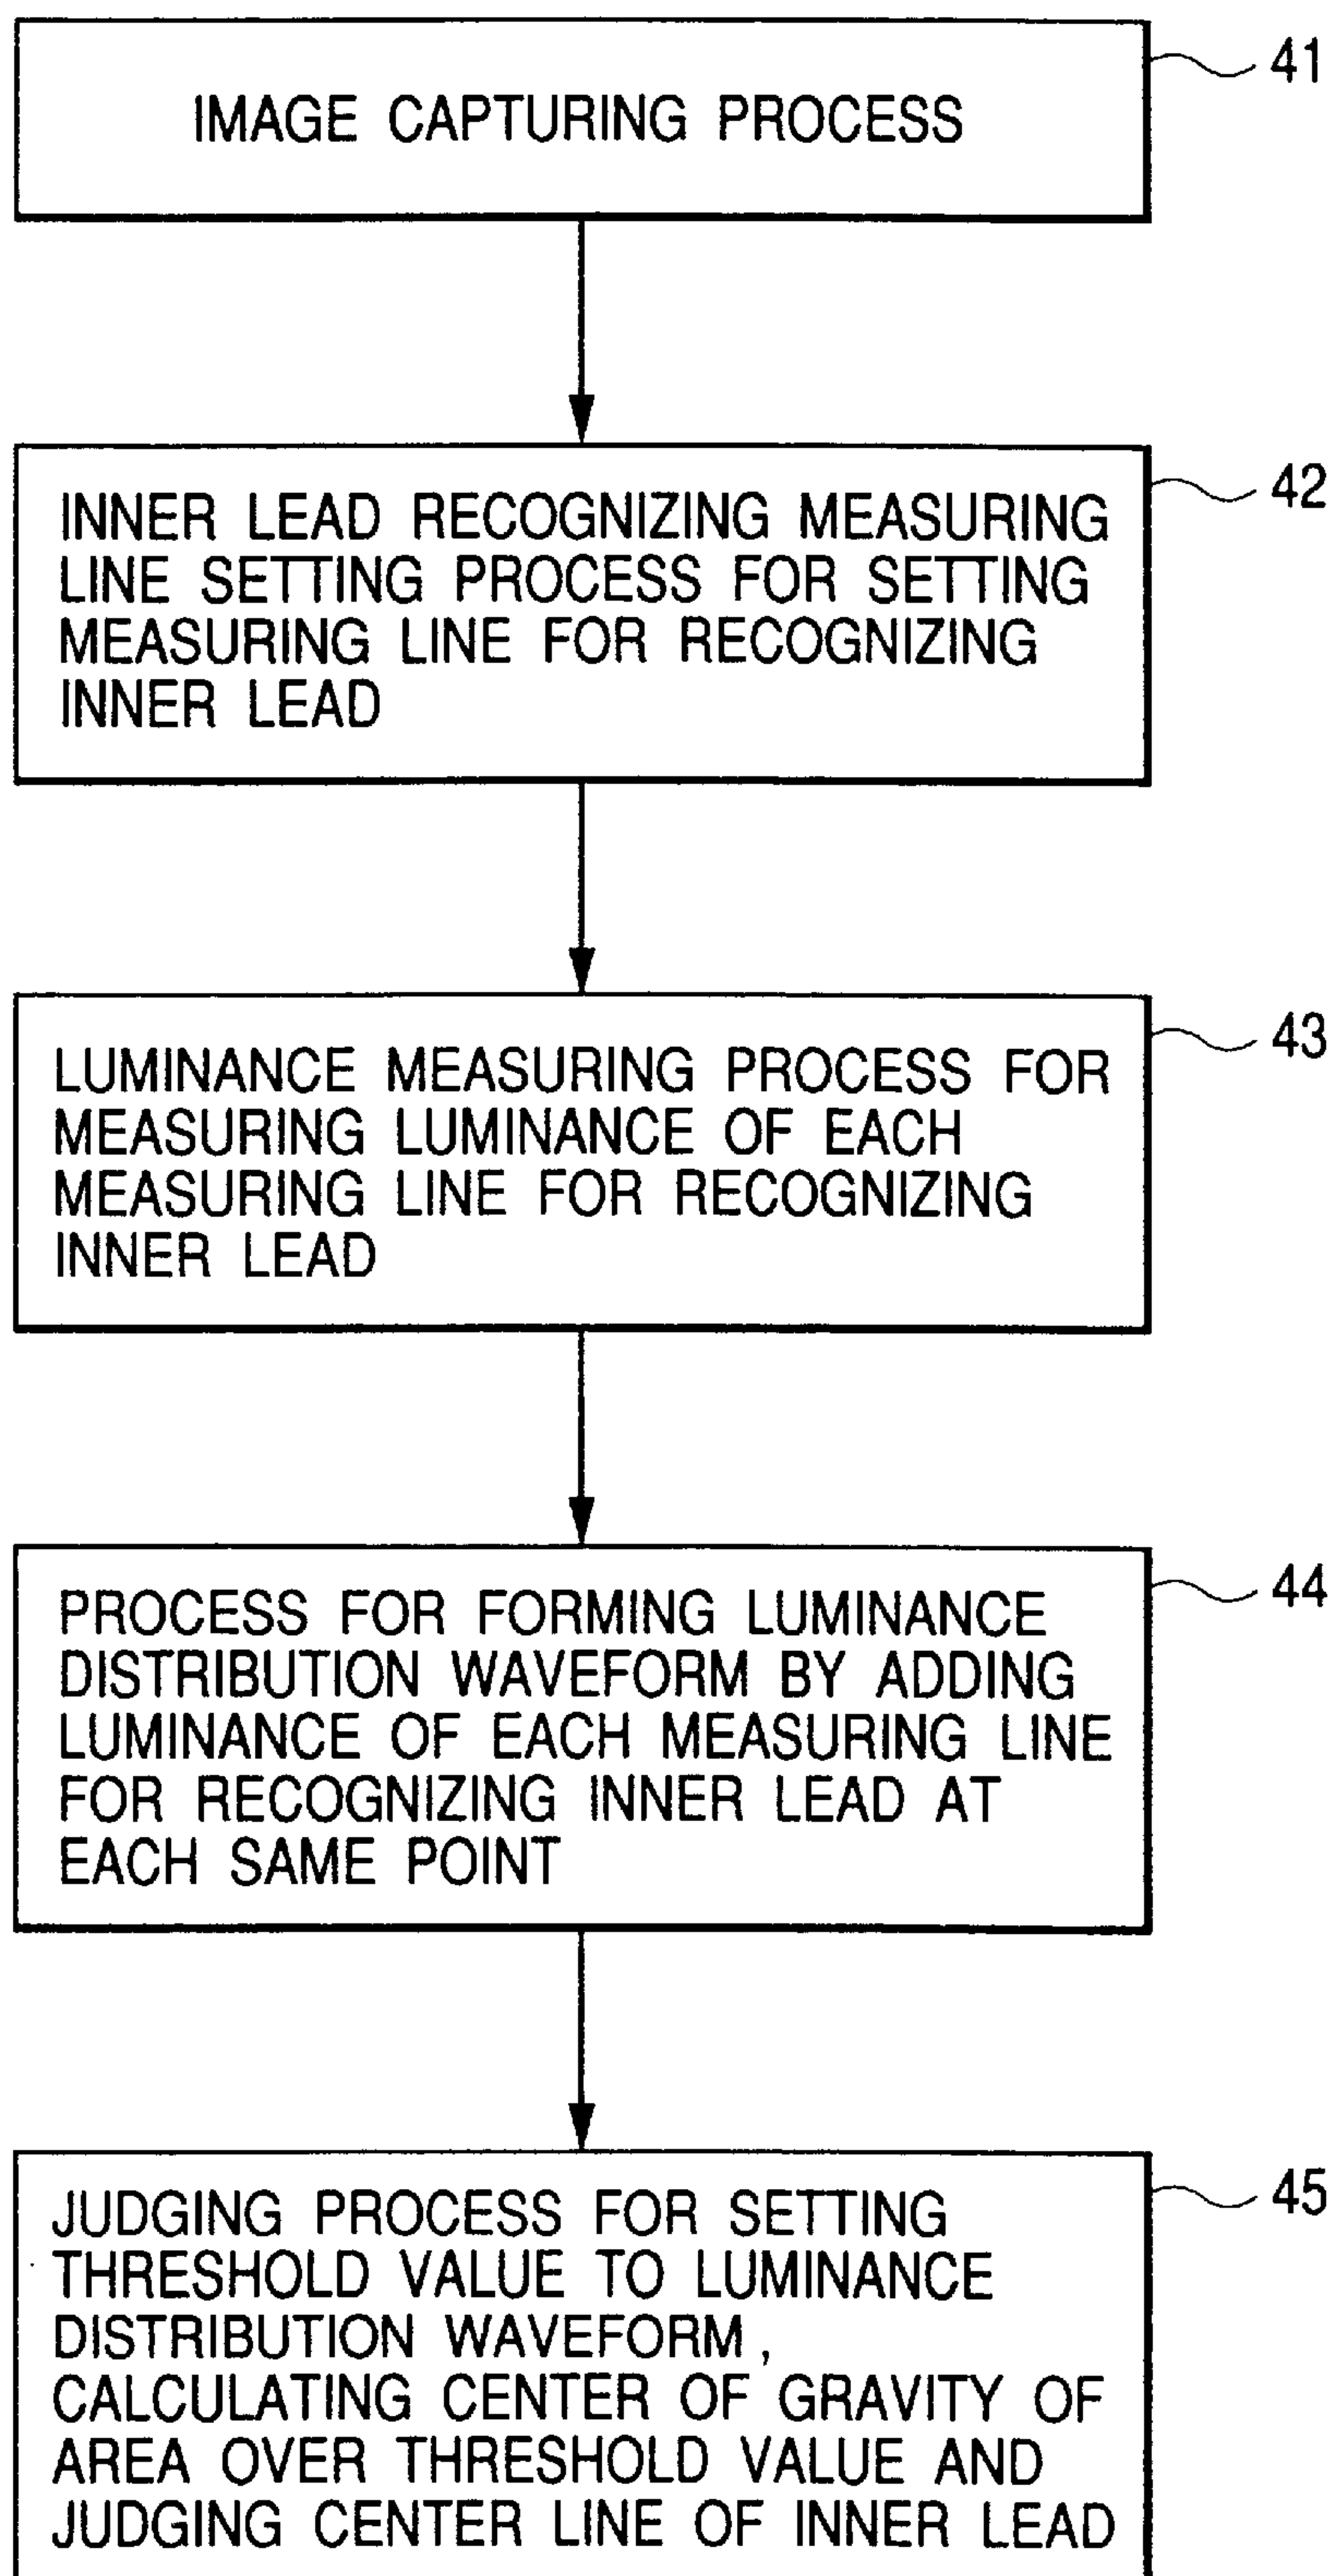 41
IMAGE CAPTURING PROCESS
42
INNER LEAD RECOGNIZING MEASURING
LINE SETTING PROCESS FOR SETTING
MEASURING LINE FOR RECOGNIZING
INNER LEAD
43
LUMINANCE MEASURING PROCESS FOR
MEASURING LUMINANCE OF EACH
MEASURING LINE FOR RECOGNIZING
INNER LEAD
44
PROCESS FOR FORMING LUMINANCE
DISTRIBUTION WAVEFORM BY ADDING
LUMINANCE OF EACH MEASURING LINE
FOR RECOGNIZING INNER LEAD AT
EACH SAME POINT
45
JUDGING PROCESS FOR SETTING
THRESHOLD VALUE TO LUMINANCE
DISTRIBUTION WAVEFORM,
CALCULATING CENTER OF GRAVITY OF
AREA OVER THRESHOLD VALUE AND
JUDGING CENTER LINE OF INNER LEAD